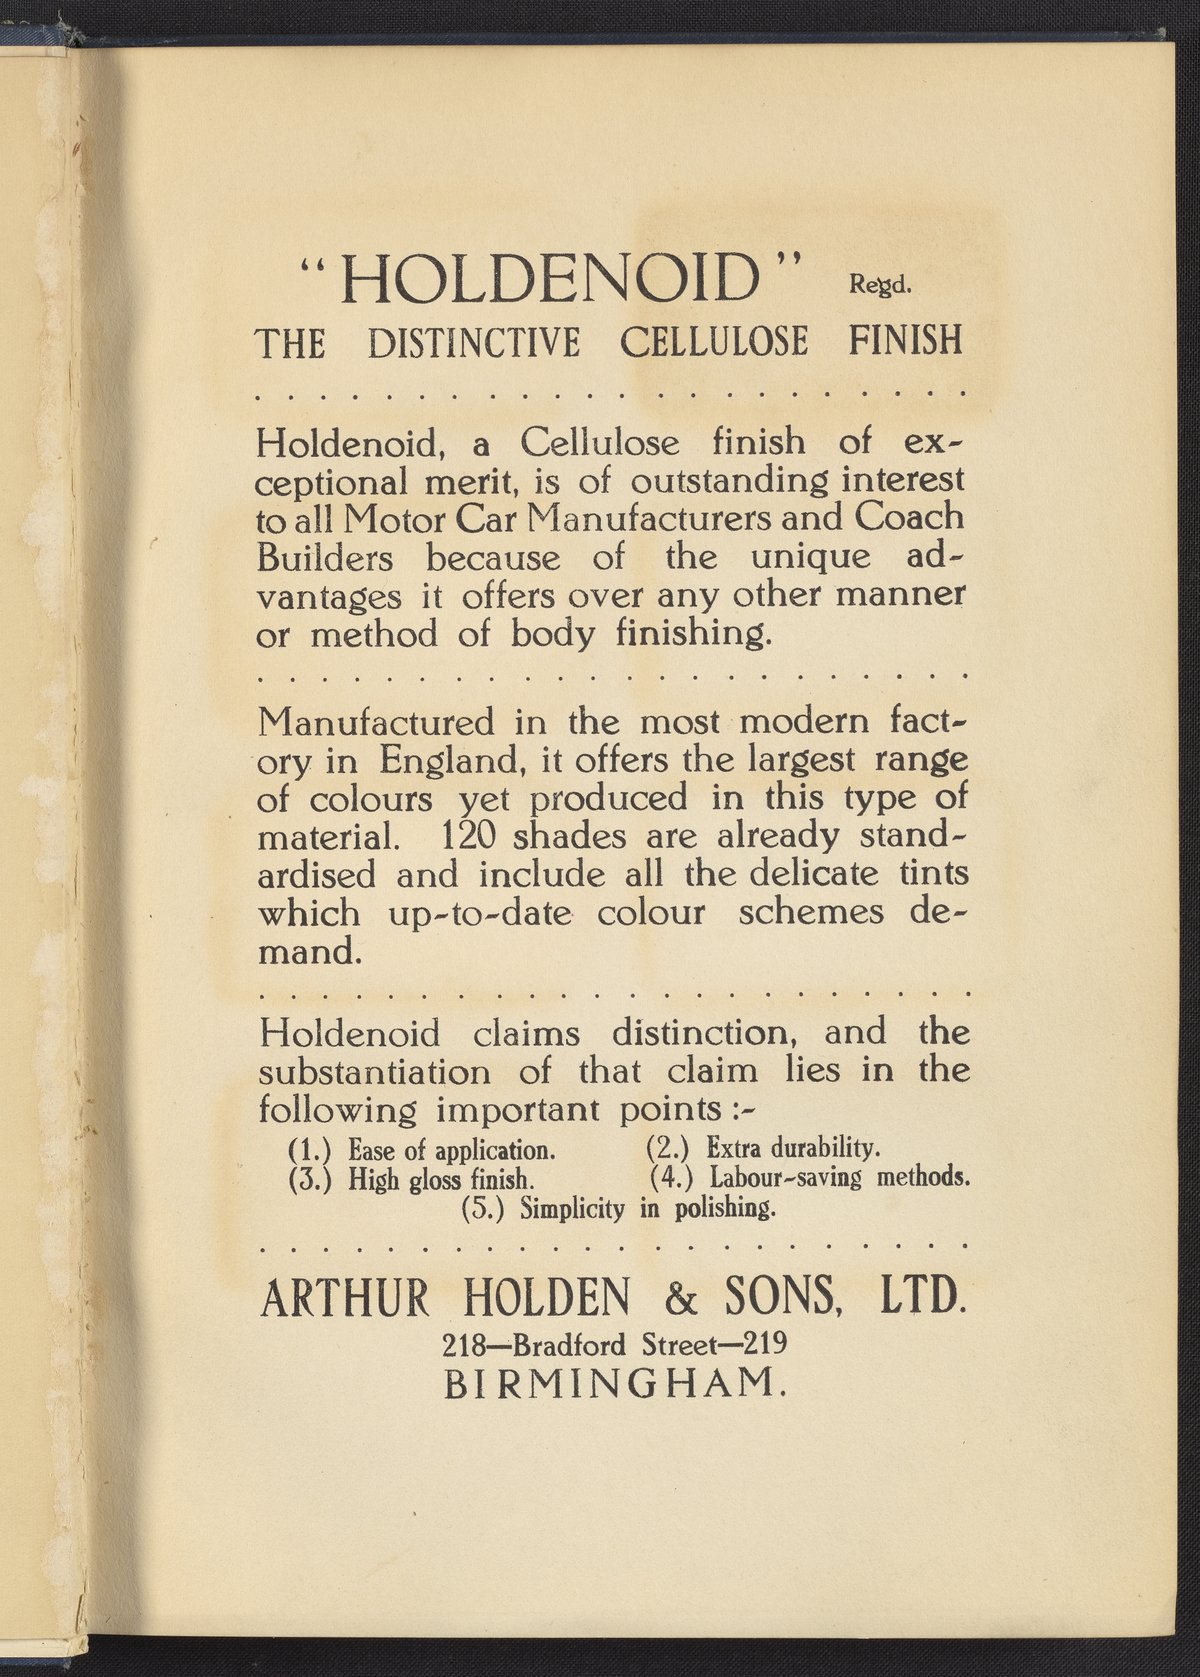 “HOLDENOID” Regd.
THE DISTINCTIVE CELLULOSE FINISH
. . . . . . . . . . . . . . . . . . . . . . .
Holdenoid, a Cellulose finish of ex-
ceptional merit, is of outstanding interest
to all Motor Car Manufacturers and Coach
Builders because of the unique ad-
vantages it offers over any other manner
or method of body finishing.
. . . . . . . . . . . . . . . . . . . . . . .
Manufactured in the most modern fact-
ory in England, it offers the largest range
of colours yet produced in this type of
material. 120 shades are already stand-
ardised and include all the delicate tints
which up-to-date colour schemes de-
mand.
. . . . . . . . . . . . . . . . . . . . . . .
Holdenoid claims distinction, and the
substantiation of that claim lies in the
following important points :-
(1.) Ease of application. (2.) Extra durability.
(3.) High gloss finish. (4.) Labour-saving methods.
(5.) Simplicity in polishing.
. . . . . . . . . . . . . . . . . . . . . . .
ARTHUR HOLDEN & SONS, LTD.
218—Bradford Street—219
BIRMINGHAM.